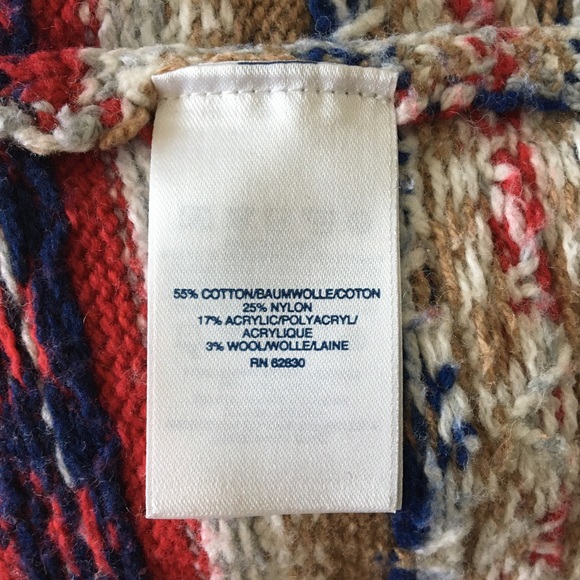 55% COTTON/BAUMWOLLE/COTON
25% NYLON
17% ACRYLIC/POLYACRYL/
ACRYLIQUE
3% WOOL/WOLLE/LAINE
RN 62830